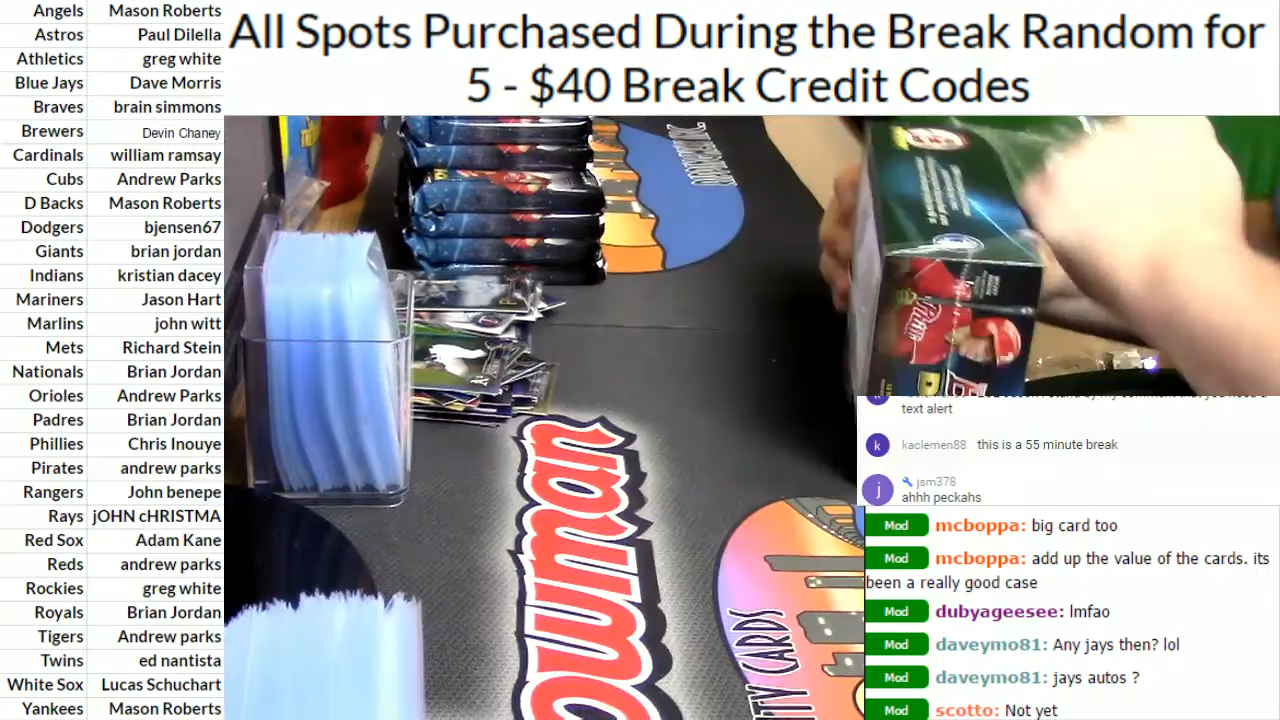 Angels Mason Roberts
Astros Paul Dilella
Athletics greg white
Blue Jays Dave Morris
Braves brain simmons
Brewers Devin Chaney
Cardinals william ramsay
Cubs Andrew Parks
D Backs Mason Roberts
Dodgers bjensen67
Giants brian jordan
Indians kristian dacey
Mariners Jason Hart
Marlins john witt
Mets Richard Stein
Nationals Brian Jordan
Orioles Andrew Parks
Padres Brian Jordan
Phillies Chris Inouye
Pirates andrew parks
Rangers John benepe
Rays jOHN cHRISTMA
Red Sox Adam Kane
Reds andrew parks
Rockies greg white
Royals Brian Jordan
Tigers Andrew parks
Twins ed nantista
White Sox Lucas Schuchart
Yankees Mason Roberts
All Spots Purchased During the Break Random for
5 - $40 Break Credit Codes
owman
ITY CARDS
text alert
k kaclemen88 this is a 55 minute break
j jsm378
ahhh peckahs
Mod mcboppa: big card too
Mod mcboppa: add up the value of the cards. its
been a really good case
Mod dubyageesee: lmfao
Mod daveymo81: Any jays then? lol
Mod daveymo81: jays autos ?
Mod scotto: Not yet